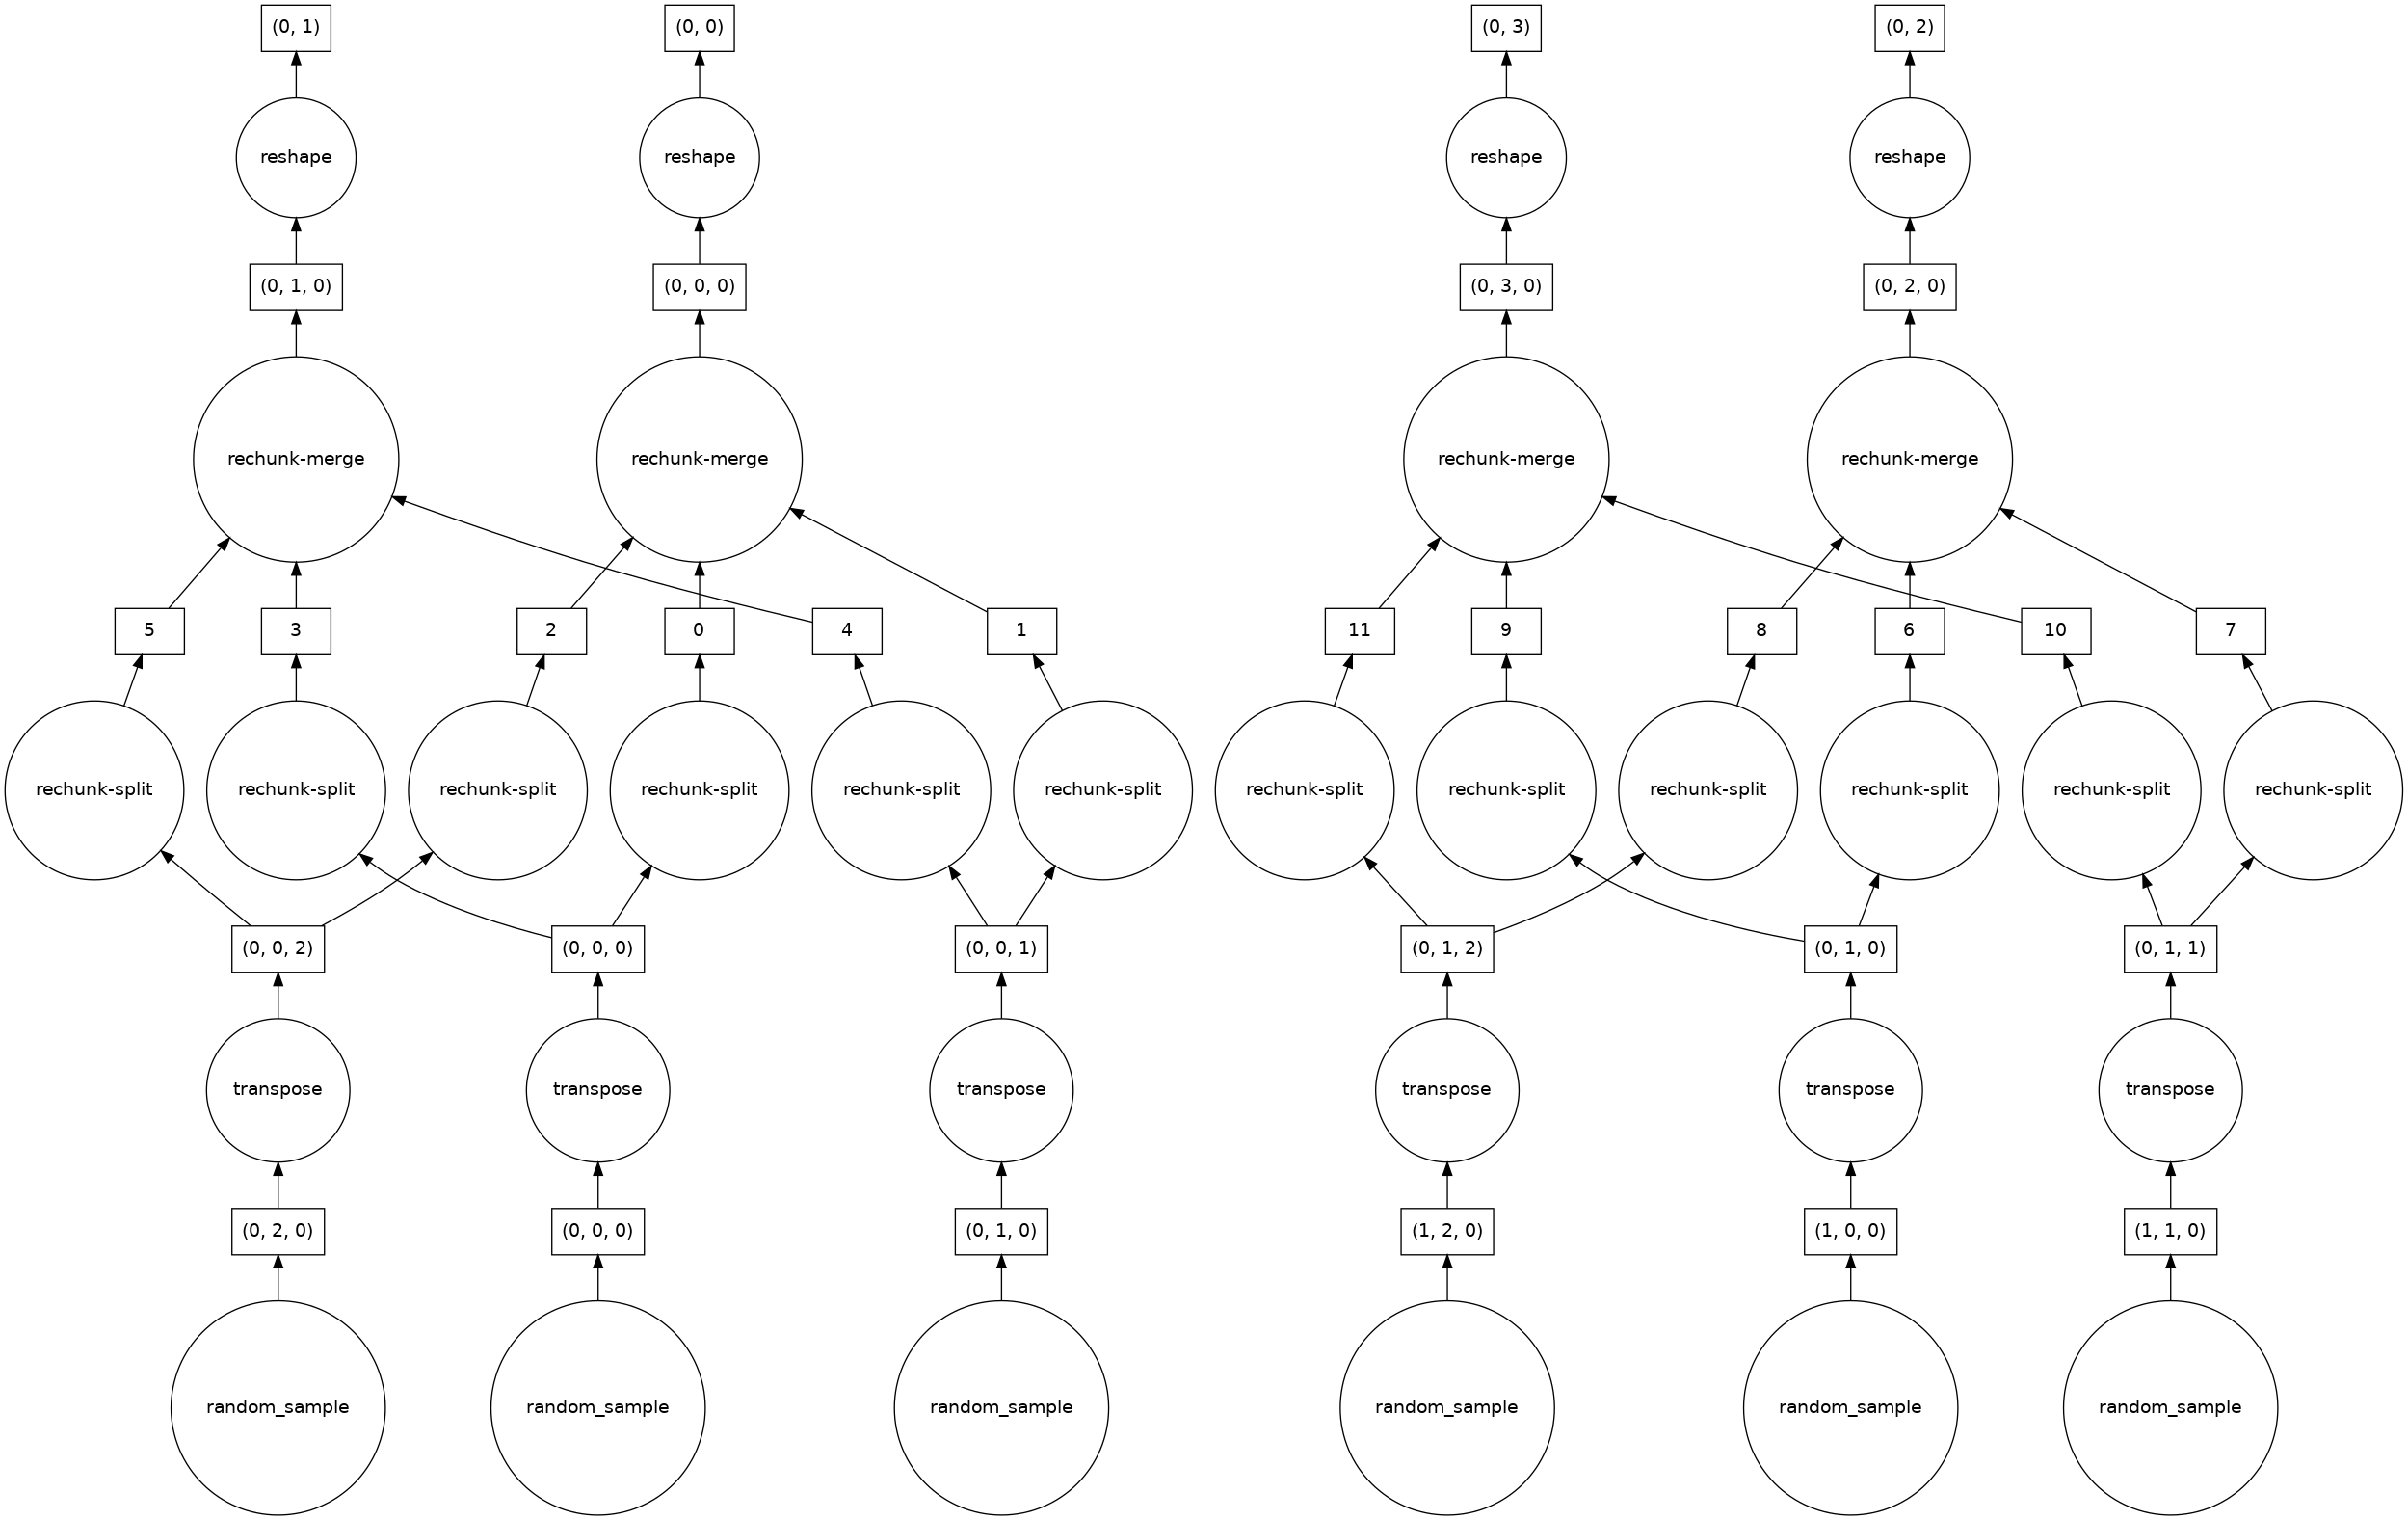 (0, 1)
(0, 0)
(0, 3)
(0, 2)
reshape
reshape
reshape
reshape
(0, 1, 0)
(0, 0, 0)
(0, 3, 0)
(0, 2, 0)
rechunk-merge
rechunk-merge
rechunk-merge
rechunk-merge
5
3
2
0
4
1
11
9
8
6
10
7
rechunk-split
rechunk-split
rechunk-split
rechunk-split
rechunk-split
rechunk-split
rechunk-split
rechunk-split
rechunk-split
rechunk-split
rechunk-split
rechunk-split
(0, 0, 2)
(0, 0, 0)
(0, 0, 1)
(0, 1, 2)
(0, 1, 0)
(0, 1, 1)
transpose
transpose
transpose
transpose
transpose
transpose
(0, 2, 0)
(0, 0, 0)
(0, 1, 0)
(1, 2, 0)
(1, 0, 0)
(1, 1, 0)
random_sample
random_sample
random_sample
random_sample
random_sample
random_sample